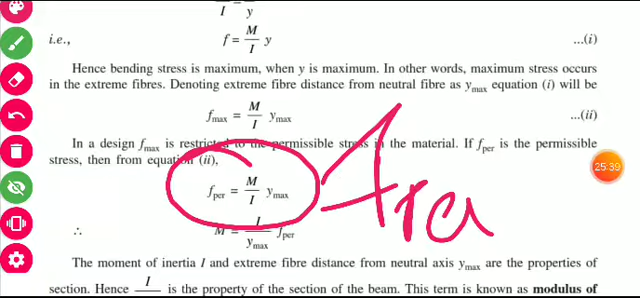 I y
i.e., f = M/I y ...(i)
Hence bending stress is maximum, when y is maximum. In other words, maximum stress occurs
in the extreme fibres. Denoting extreme fibre distance from neutral fibre as y_max equation (i) will be
f_max = M/I y_max ...(ii)
In a design f_max is restricted to the permissible stress in the material. If f_per is the permissible
stress, then from equation (ii),
25:39
f_per = M/I y_max
∴ M = I/y_max f_per
The moment of inertia I and extreme fibre distance from neutral axis y_max are the properties of
section. Hence I is the property of the section of the beam. This term is known as modulus of